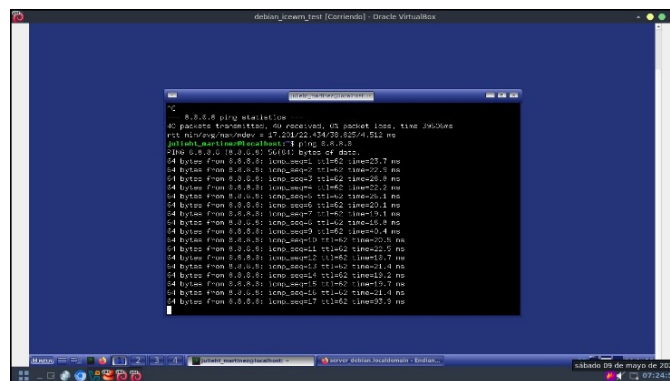 debian_icewm_test [Corriendo] - Oracle VirtualBox
^C
--- 8.8.8.8 ping statistics ---
40 packets transmitted, 40 received, 0% packet loss, time 39506ms
rtt min/avg/max/mdev = 17.201/22.434/38.825/4.512 ms
$ ping 8.8.8.8
PING 8.8.8.8 (8.8.8.8) 56(84) bytes of data.
64 bytes from 8.8.8.8: icmp_seq=1 ttl=62 time=23.7 ms
64 bytes from 8.8.8.8: icmp_seq=2 ttl=62 time=22.9 ms
64 bytes from 8.8.8.8: icmp_seq=3 ttl=62 time=28.8 ms
64 bytes from 8.8.8.8: icmp_seq=4 ttl=62 time=22.2 ms
64 bytes from 8.8.8.8: icmp_seq=5 ttl=62 time=26.1 ms
64 bytes from 8.8.8.8: icmp_seq=6 ttl=62 time=20.1 ms
64 bytes from 8.8.8.8: icmp_seq=7 ttl=62 time=19.1 ms
64 bytes from 8.8.8.8: icmp_seq=8 ttl=62 time=18.8 ms
64 bytes from 8.8.8.8: icmp_seq=9 ttl=62 time=40.4 ms
64 bytes from 8.8.8.8: icmp_seq=10 ttl=62 time=20.5 ms
64 bytes from 8.8.8.8: icmp_seq=11 ttl=62 time=22.5 ms
64 bytes from 8.8.8.8: icmp_seq=12 ttl=62 time=18.7 ms
64 bytes from 8.8.8.8: icmp_seq=13 ttl=62 time=21.4 ms
64 bytes from 8.8.8.8: icmp_seq=14 ttl=62 time=19.2 ms
64 bytes from 8.8.8.8: icmp_seq=15 ttl=62 time=19.7 ms
64 bytes from 8.8.8.8: icmp_seq=16 ttl=62 time=21.4 ms
64 bytes from 8.8.8.8: icmp_seq=17 ttl=62 time=93.9 ms
1 2 3 4 server_debian.localdomain - Endian...
sábado 09 de mayo de 20
07:24: